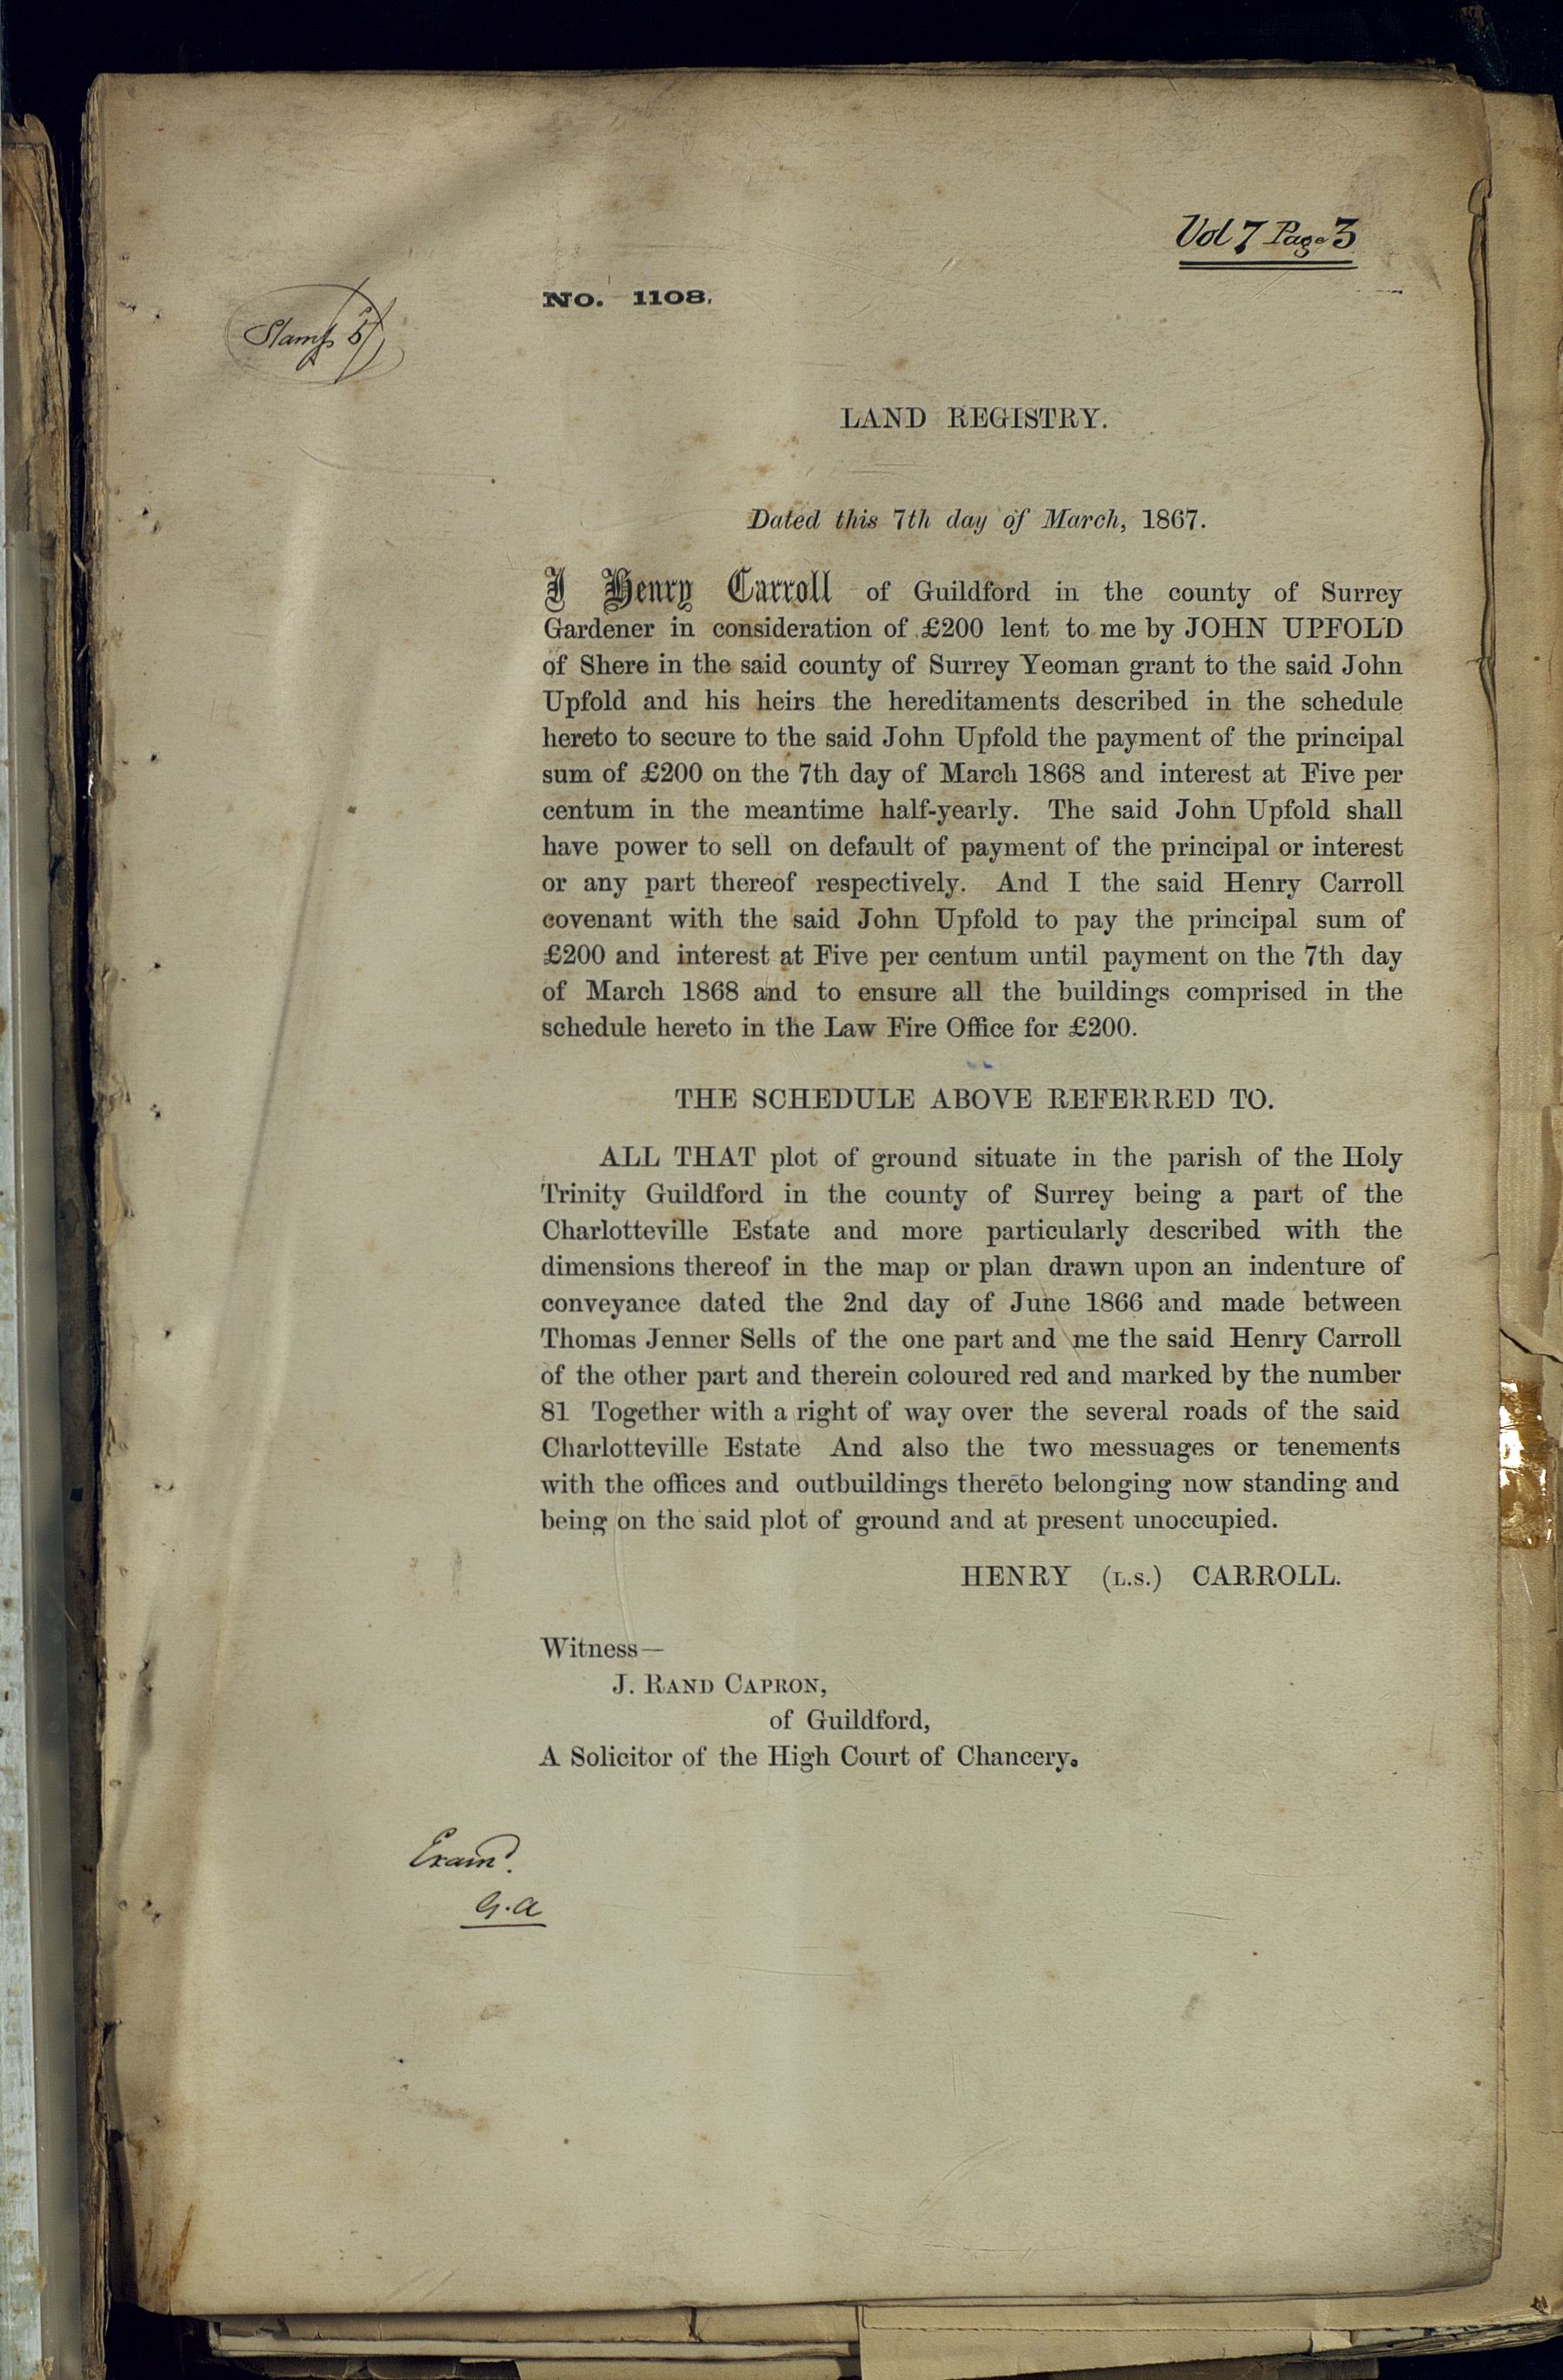 Vol 7 Page 3
NO. 1108.
Stamp 5/
LAND REGISTRY.
Dated this 7th day of March, 1867.
I Henry Carroll of Guildford in the county of Surrey
Gardener in consideration of £200 lent to me by JOHN UPFOLD
of Shere in the said county of Surrey Yeoman grant to the said John
Upfold and his heirs the hereditaments described in the schedule
hereto to secure to the said John Upfold the payment of the principal
sum of £200 on the 7th day of March 1868 and interest at Five per
centum in the meantime half-yearly. The said John Upfold shall
have power to sell on default of payment of the principal or interest
or any part thereof respectively. And I the said Henry Carroll
covenant with the said John Upfold to pay the principal sum of
£200 and interest at Five per centum until payment on the 7th day
of March 1868 and to ensure all the buildings comprised in the
schedule hereto in the Law Fire Office for £200.
THE SCHEDULE ABOVE REFERRED TO.
ALL THAT plot of ground situate in the parish of the Holy
Trinity Guildford in the county of Surrey being a part of the
Charlotteville Estate and more particularly described with the
dimensions thereof in the map or plan drawn upon an indenture of
conveyance dated the 2nd day of June 1866 and made between
Thomas Jenner Sells of the one part and me the said Henry Carroll
of the other part and therein coloured red and marked by the number
81 Together with a right of way over the several roads of the said
Charlotteville Estate And also the two messuages or tenements
with the offices and outbuildings thereto belonging now standing and
being on the said plot of ground and at present unoccupied.
HENRY (L.S.) CARROLL.
Witness—
J. RAND CAPRON,
of Guildford,
A Solicitor of the High Court of Chancery.
Examd.
G.A